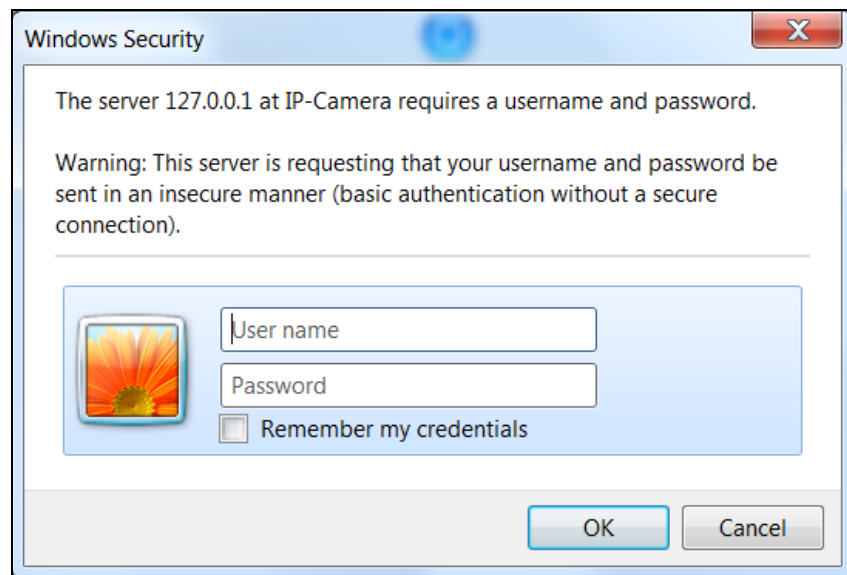 Windows Security
The server 127.0.0.1 at IP-Camera requires a username and password.
Warning: This server is requesting that your username and password be
sent in an insecure manner (basic authentication without a secure
connection).
User name
Password
Remember my credentials
OK
Cancel